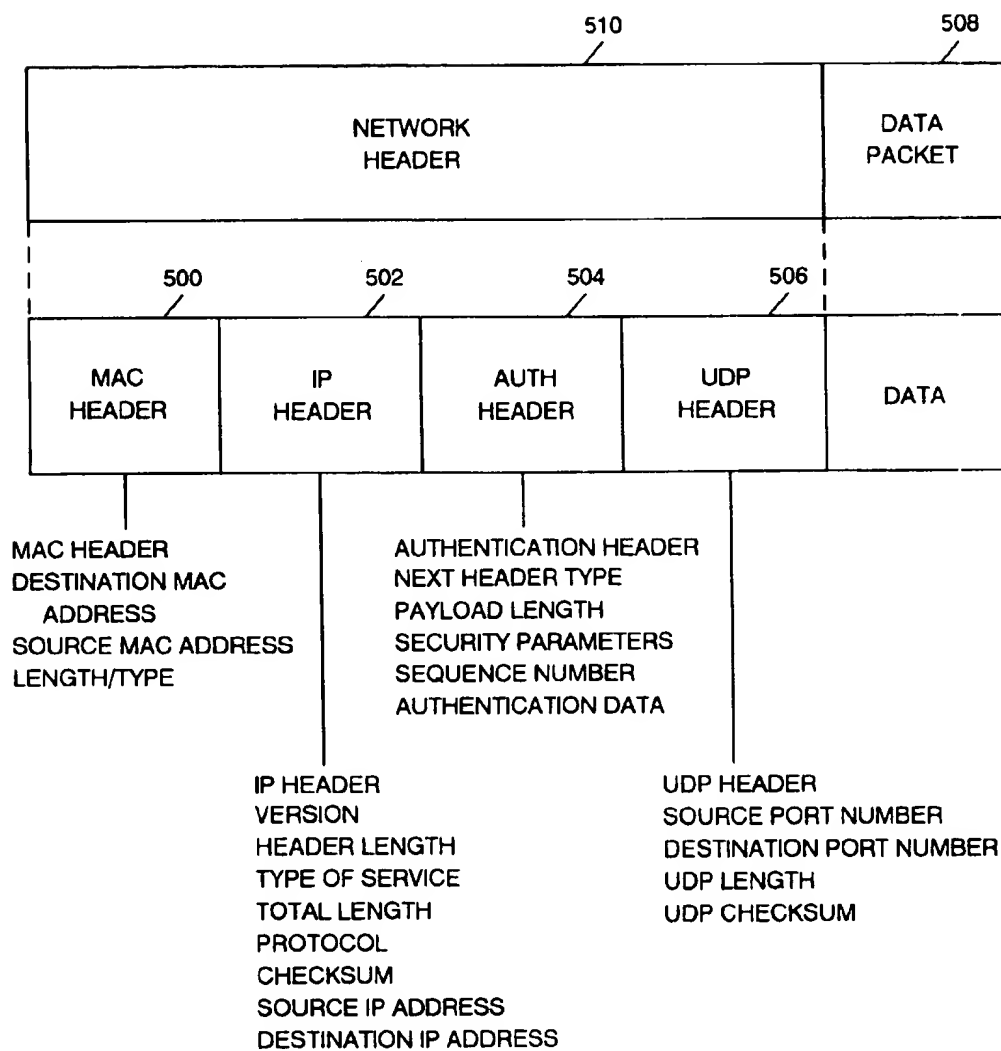 510
508
NETWORK
HEADER
DATA
PACKET
500
502
504
506
MAC
HEADER
IP
HEADER
AUTH
HEADER
UDP
HEADER
DATA
MAC HEADER
DESTINATION MAC
ADDRESS
SOURCE MAC ADDRESS
LENGTH/TYPE
AUTHENTICATION HEADER
NEXT HEADER TYPE
PAYLOAD LENGTH
SECURITY PARAMETERS
SEQUENCE NUMBER
AUTHENTICATION DATA
IP HEADER
VERSION
HEADER LENGTH
TYPE OF SERVICE
TOTAL LENGTH
PROTOCOL
CHECKSUM
SOURCE IP ADDRESS
DESTINATION IP ADDRESS
UDP HEADER
SOURCE PORT NUMBER
DESTINATION PORT NUMBER
UDP LENGTH
UDP CHECKSUM